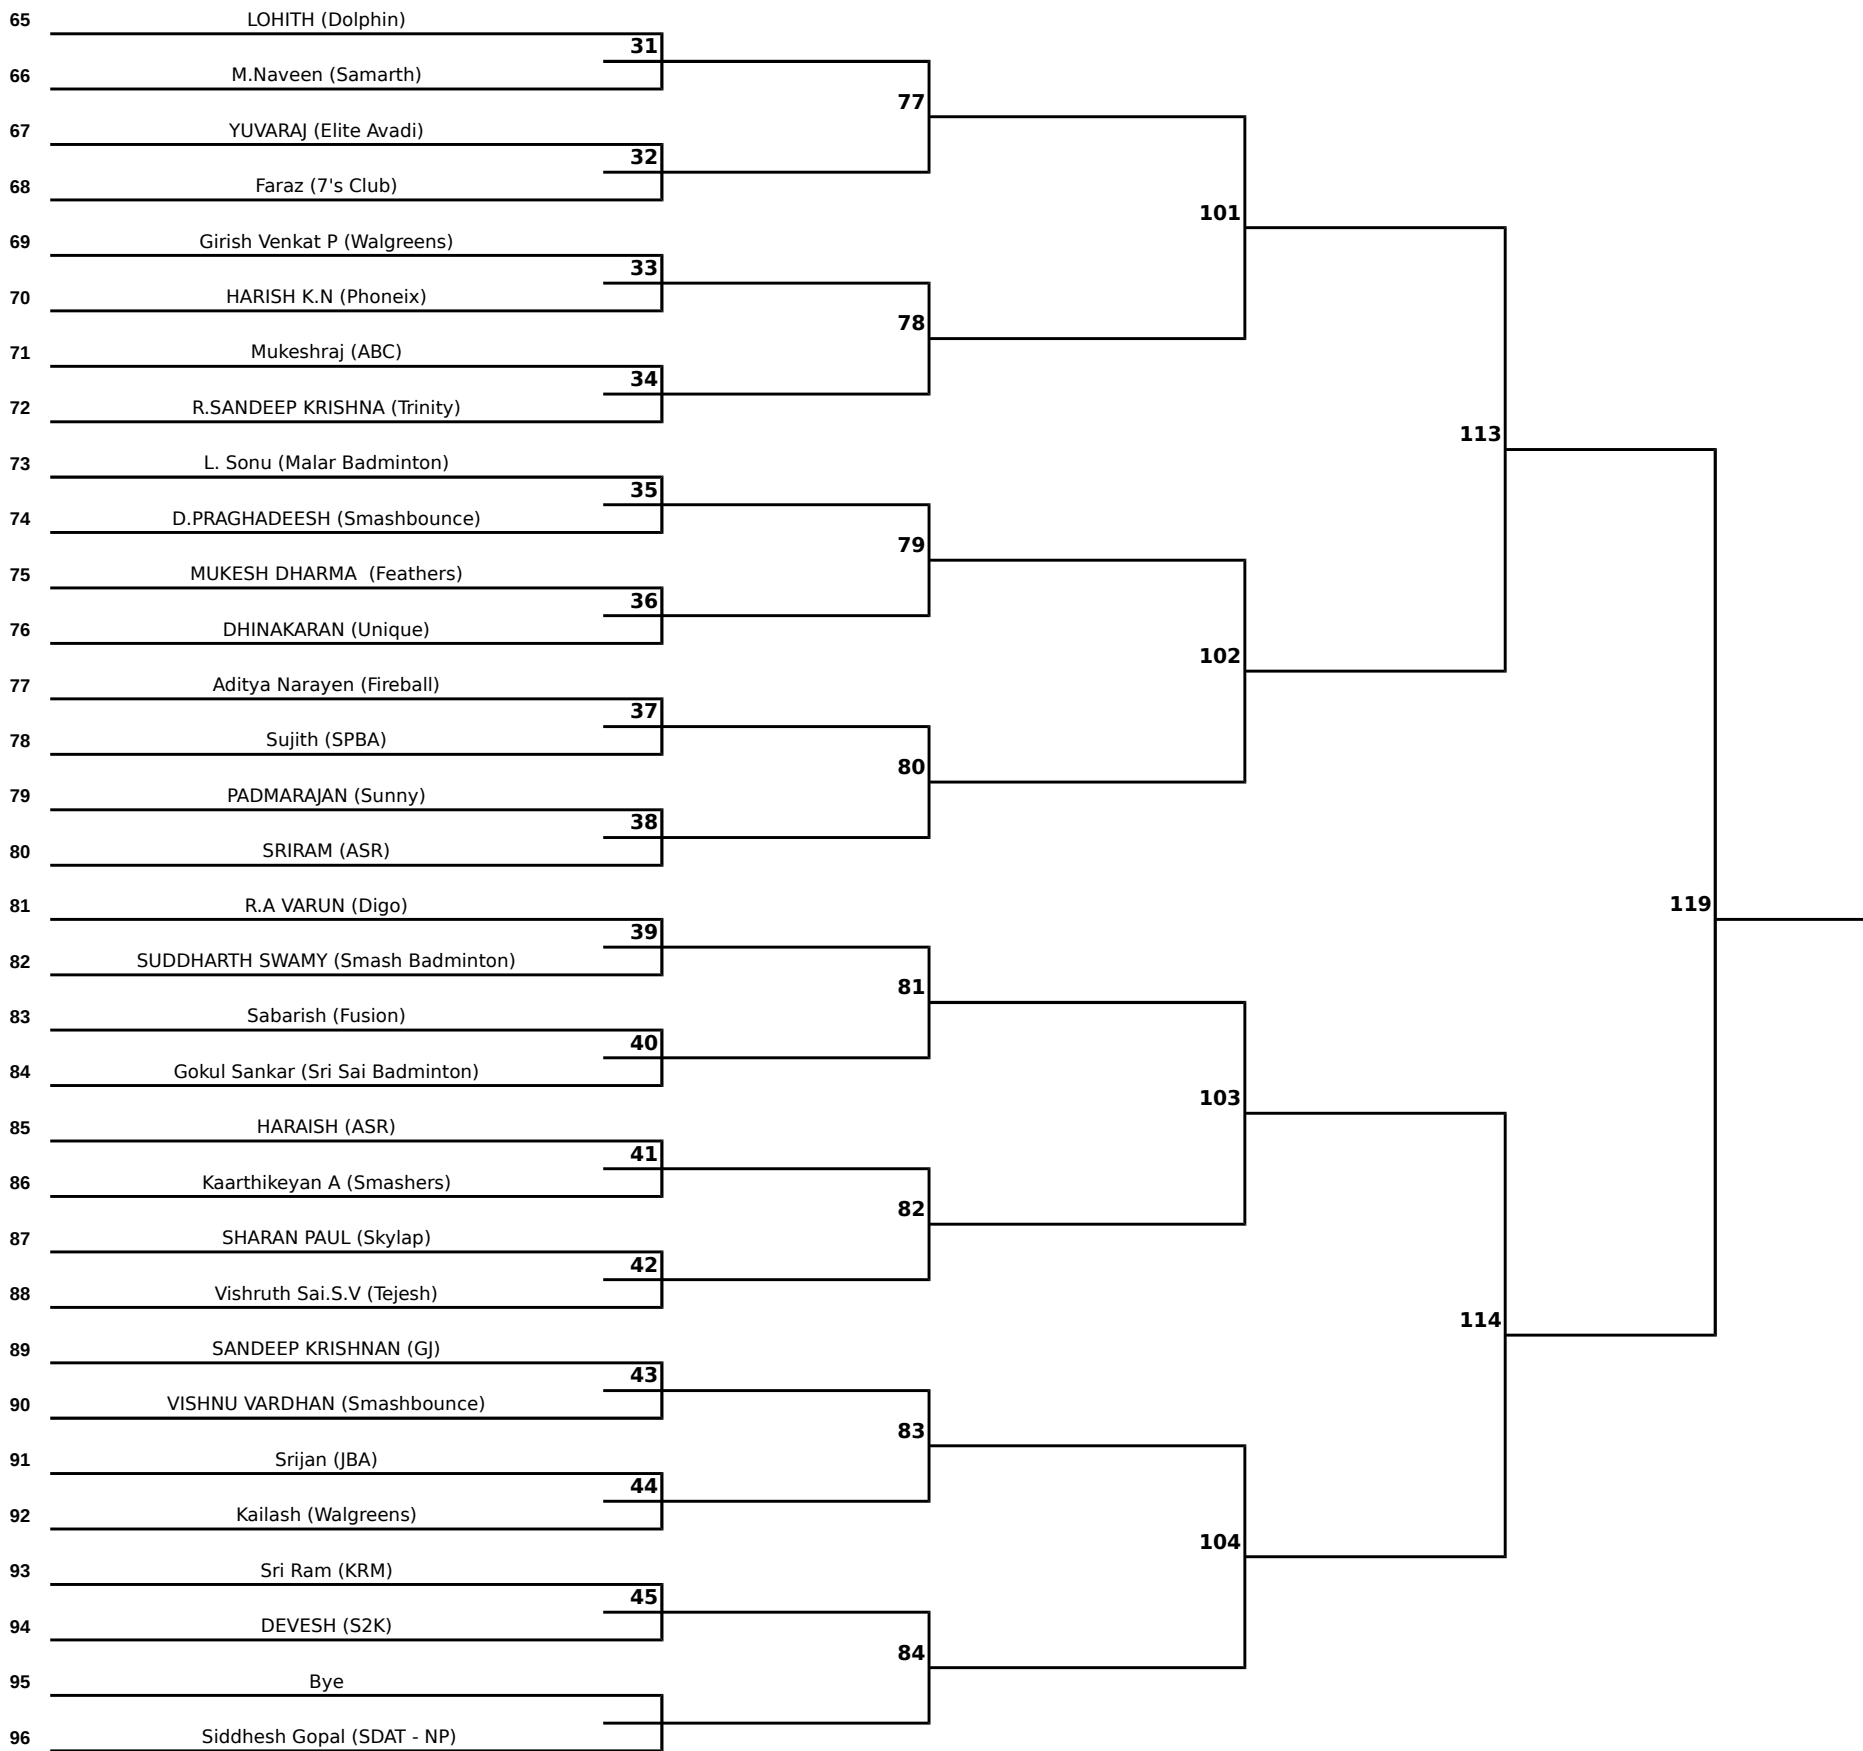 65 LOHITH (Dolphin)
31
66 M.Naveen (Samarth)
77
67 YUVARAJ (Elite Avadi)
32
68 Faraz (7's Club)
101
69 Girish Venkat P (Walgreens)
33
70 HARISH K.N (Phoneix)
78
71 Mukeshraj (ABC)
34
72 R.SANDEEP KRISHNA (Trinity)
113
73 L. Sonu (Malar Badminton)
35
74 D.PRAGHADEESH (Smashbounce)
79
75 MUKESH DHARMA  (Feathers)
36
76 DHINAKARAN (Unique)
102
77 Aditya Narayen (Fireball)
37
78 Sujith (SPBA)
80
79 PADMARAJAN (Sunny)
38
80 SRIRAM (ASR)
119
81 R.A VARUN (Digo)
39
82 SUDDHARTH SWAMY (Smash Badminton)
81
83 Sabarish (Fusion)
40
84 Gokul Sankar (Sri Sai Badminton)
103
85 HARAISH (ASR)
41
86 Kaarthikeyan A (Smashers)
82
87 SHARAN PAUL (Skylap)
42
88 Vishruth Sai.S.V (Tejesh)
114
89 SANDEEP KRISHNAN (GJ)
43
90 VISHNU VARDHAN (Smashbounce)
83
91 Srijan (JBA)
44
92 Kailash (Walgreens)
104
93 Sri Ram (KRM)
45
94 DEVESH (S2K)
84
95 Bye
96 Siddhesh Gopal (SDAT - NP)